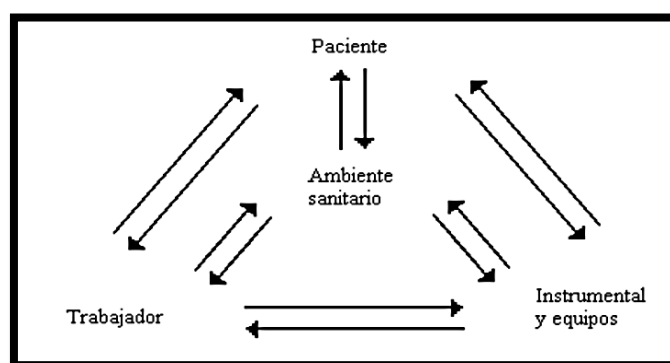 Paciente
Ambiente
sanitario
Trabajador
Instrumental
y equipos